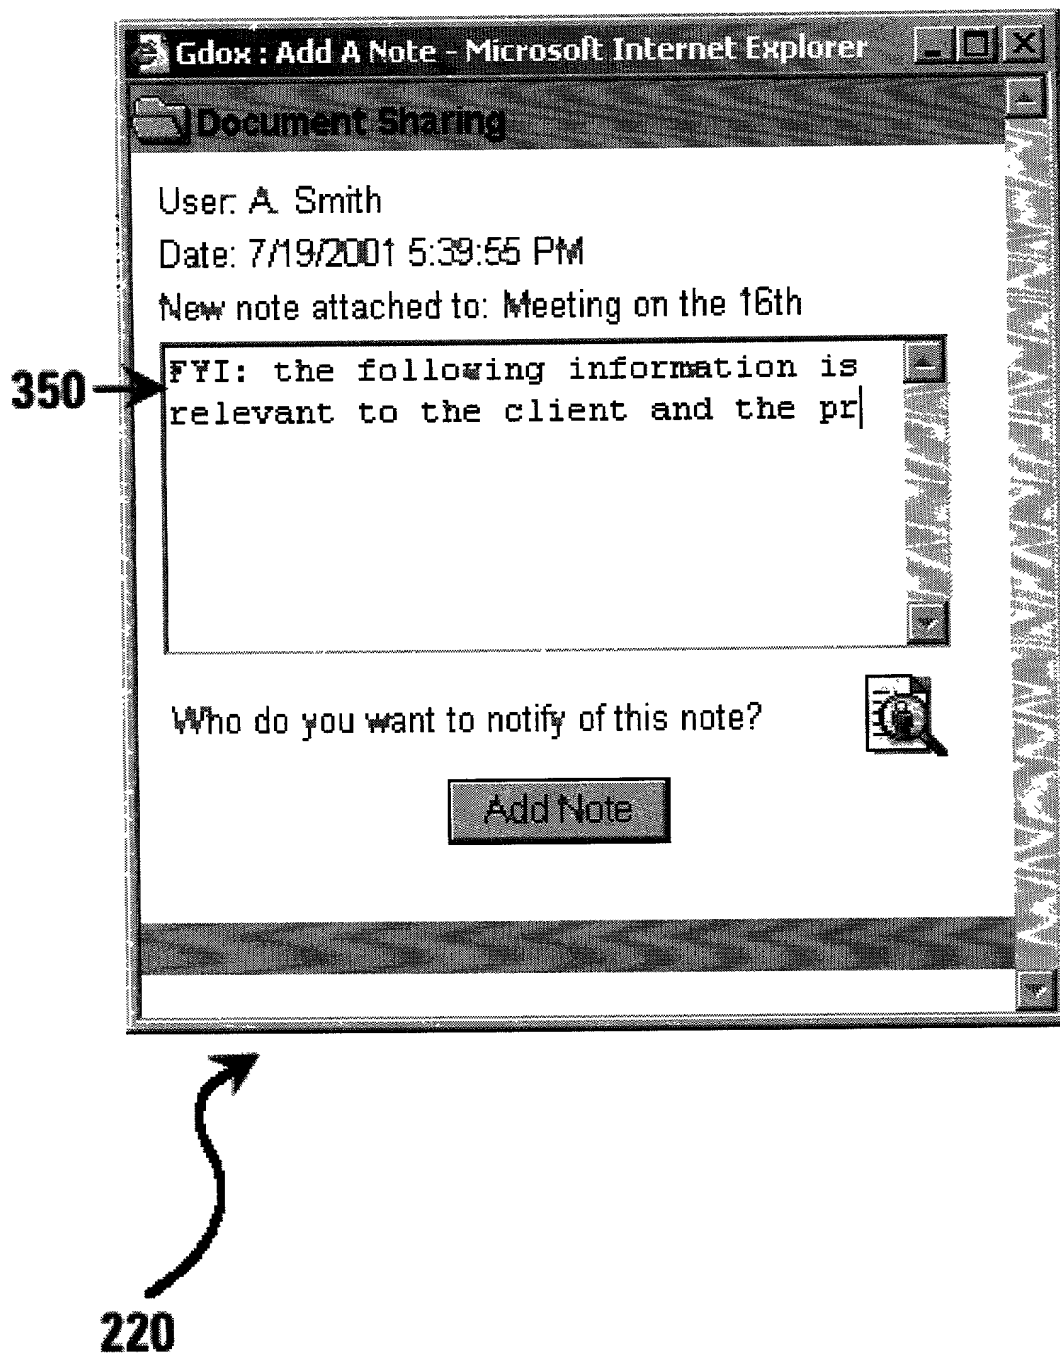 Gdox : Add A Note - Microsoft Internet Explorer
Document Sharing
User: A. Smith
Date: 7/19/2001 5:39:55 PM
New note attached to: Meeting on the 16th
350
FYI: the following information is
relevant to the client and the pr
Who do you want to notify of this note?
Add Note
220